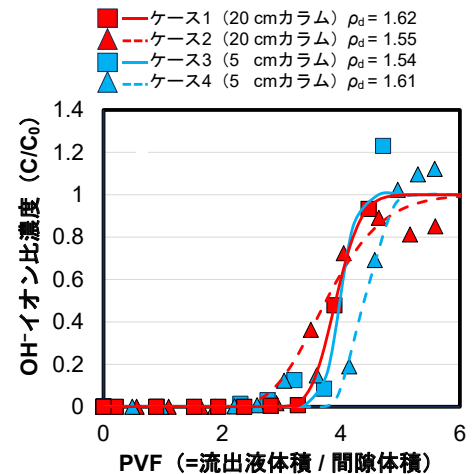 ケース1（20 cmカラム）ρd = 1.62
ケース2（20 cmカラム）ρd = 1.55
ケース3（5 cmカラム）ρd = 1.54
ケース4（5 cmカラム）ρd = 1.61
OH⁻イオン比濃度（C/C₀）
1.4
1.2
1
0.8
0.6
0.4
0.2
0
0 2 4 6
PVF（=流出液体積 / 間隙体積）